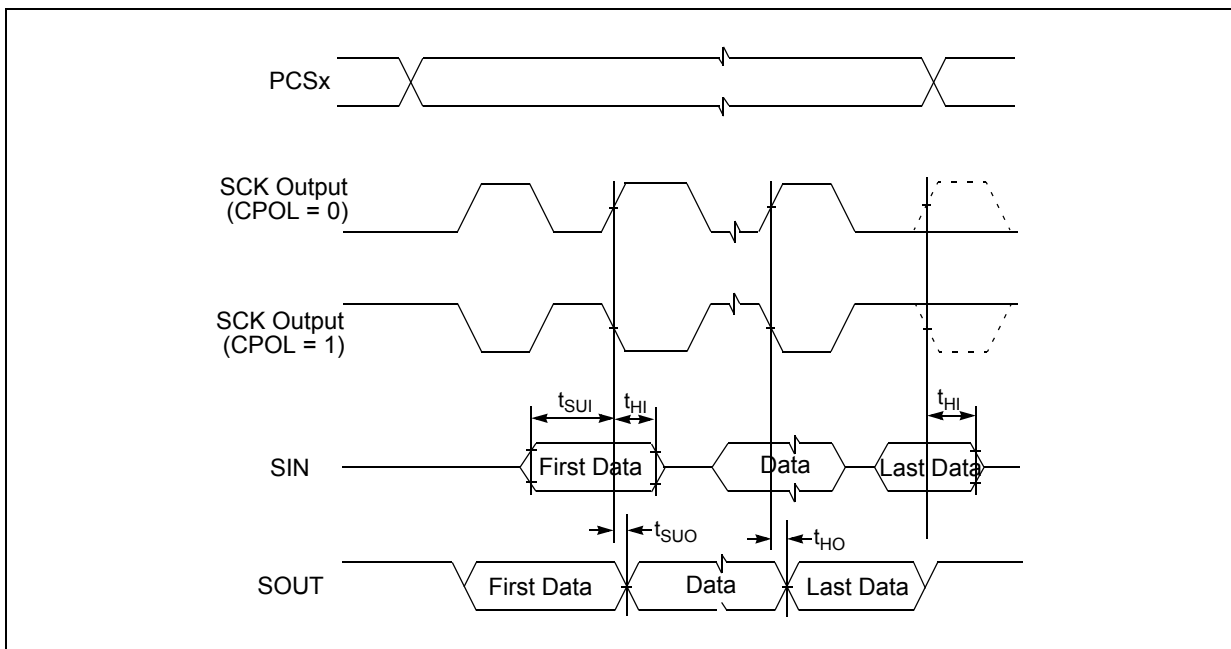 PCSx
SCK Output
(CPOL = 0)
SCK Output
(CPOL = 1)
tSUI
tHI
tHI
SIN
First Data
Data
Last Data
tSUO
tHO
SOUT
First Data
Data
Last Data